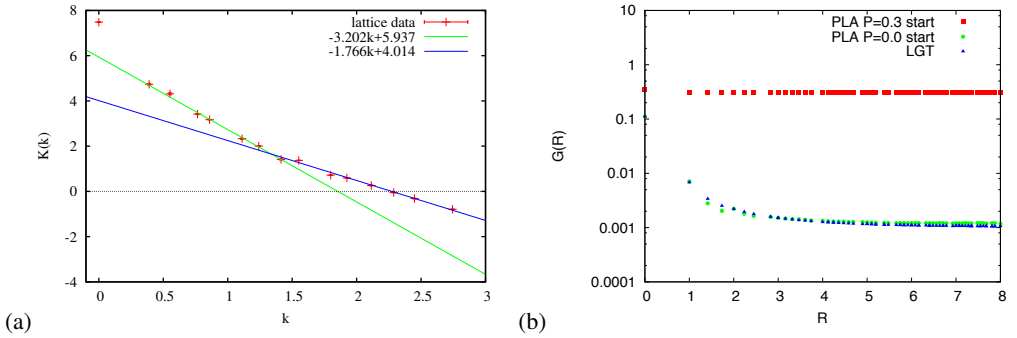 lattice data
-3.202k+5.937
-1.766k+4.014
8
6
4
2
0
-2
-4
K(k)
0 0.5 1 1.5 2 2.5 3
k
(a)
PLA P=0.3 start
PLA P=0.0 start
LGT
10
1
0.1
0.01
0.001
0.0001
G(R)
0 1 2 3 4 5 6 7 8
R
(b)